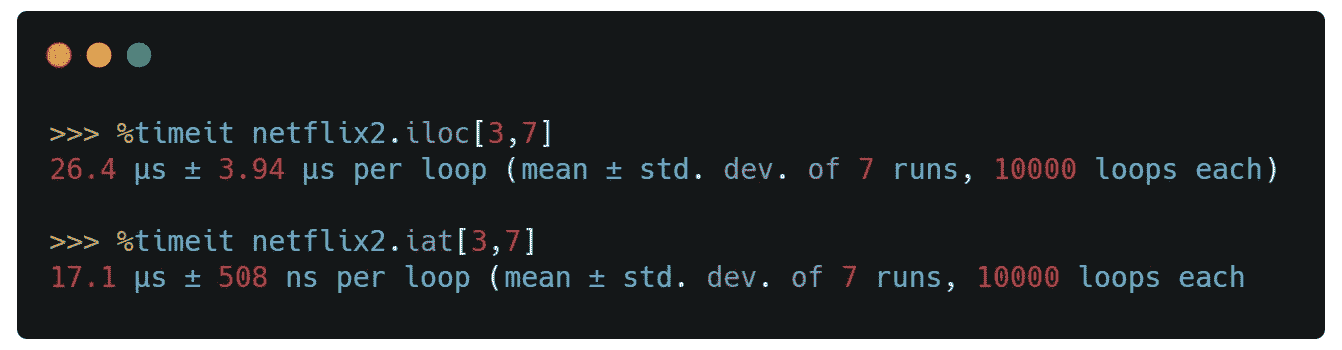 >>> %timeit netflix2.iloc[3,7]
26.4 µs ± 3.94 µs per loop (mean ± std. dev. of 7 runs, 10000 loops each)
>>> %timeit netflix2.iat[3,7]
17.1 µs ± 508 ns per loop (mean ± std. dev. of 7 runs, 10000 loops each